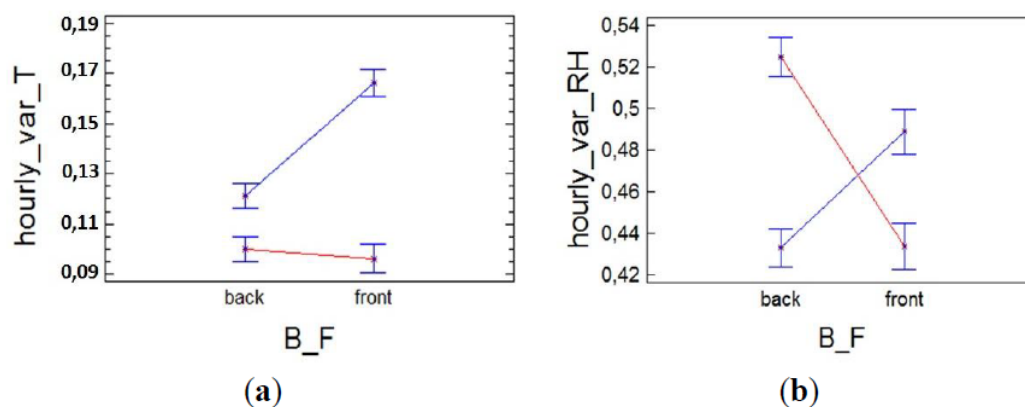 hourly_var_T
0,19
0,17
0,15
0,13
0,11
0,09
back front
B_F
(a)
hourly_var_RH
0,54
0,52
0,5
0,48
0,46
0,44
0,42
back front
B_F
(b)